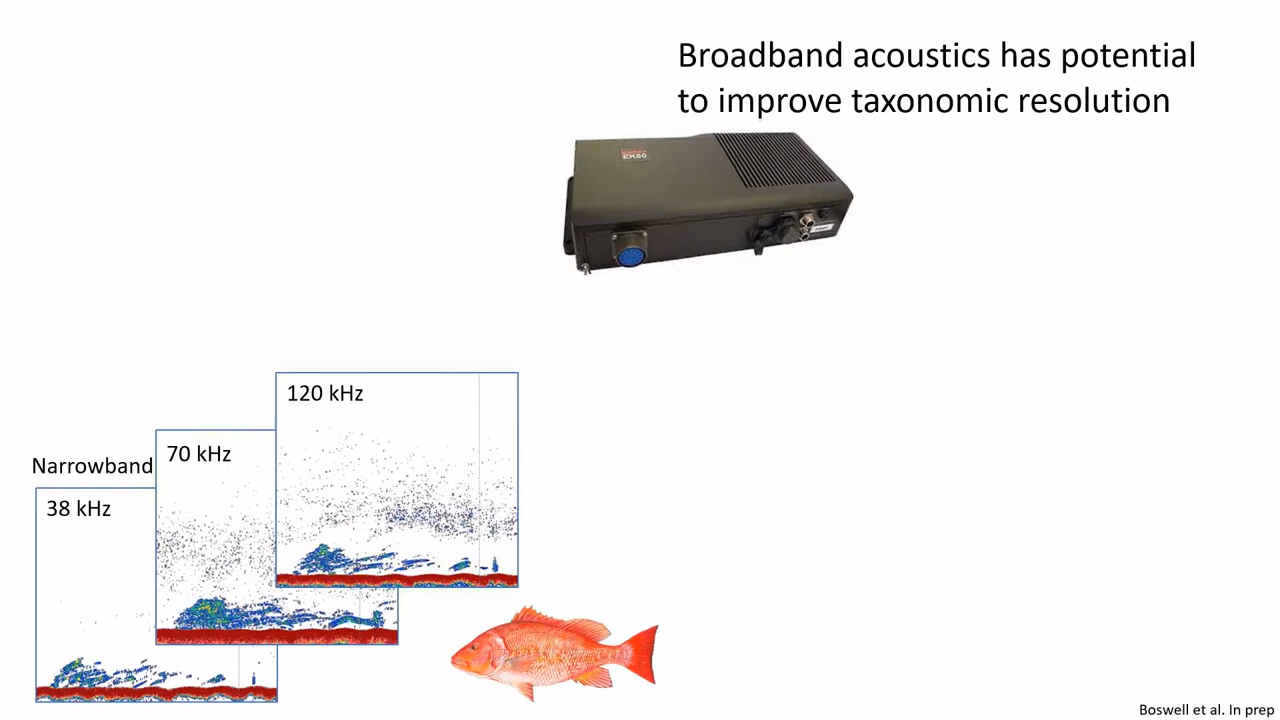 Broadband acoustics has potential
to improve taxonomic resolution
EK80
120 kHz
70 kHz
Narrowband
38 kHz
Boswell et al. In prep